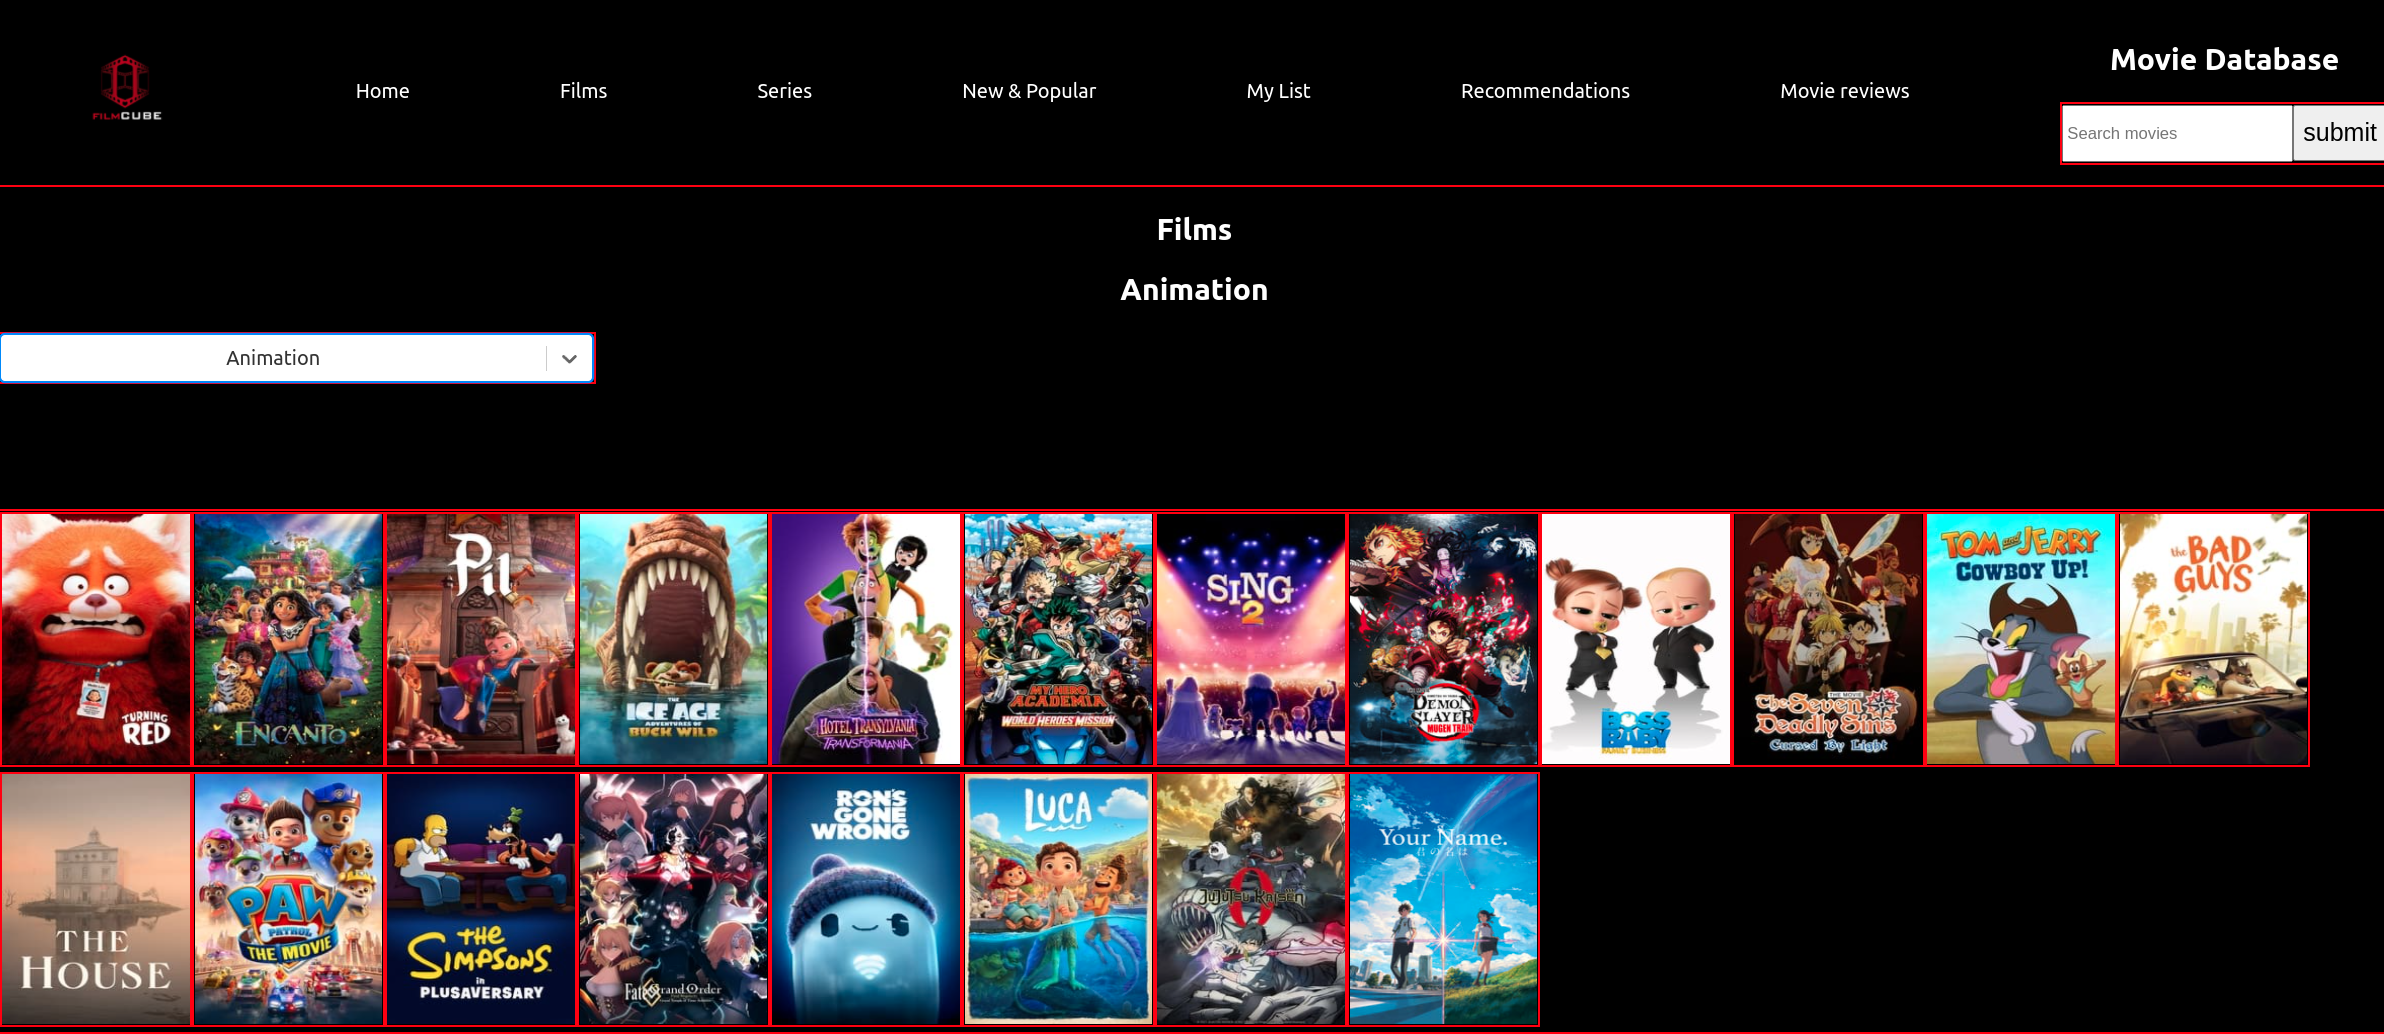 FILMCUBE
Home
Films
Series
New & Popular
My List
Recommendations
Movie reviews
Movie Database
Search movies
submit
Films
Animation
Animation
TURNING
RED
ENCANTO
Pil
THE
ICE AGE
ADVENTURES OF
BUCK WILD
HOTEL TRANSYLVANIA
TRANSFORMANIA
MY HERO
ACADEMIA
WORLD HEROES MISSION
SING
2
DEMON
SLAYER
MUGEN TRAIN
BOSS
BABY
FAMILY BUSINESS
THE MOVIE
The Seven
Deadly Sins
Cursed By Light
TOM and JERRY
COWBOY UP!
the BAD
GUYS
THE
HOUSE
PAW
PATROL
THE MOVIE
THE
SIMPSONS
in
PLUSAVERSARY
Fate Grand Order
RON'S
GONE
WRONG
LUCA
JuJutsu Kaisen
0
Your Name.
君の名は